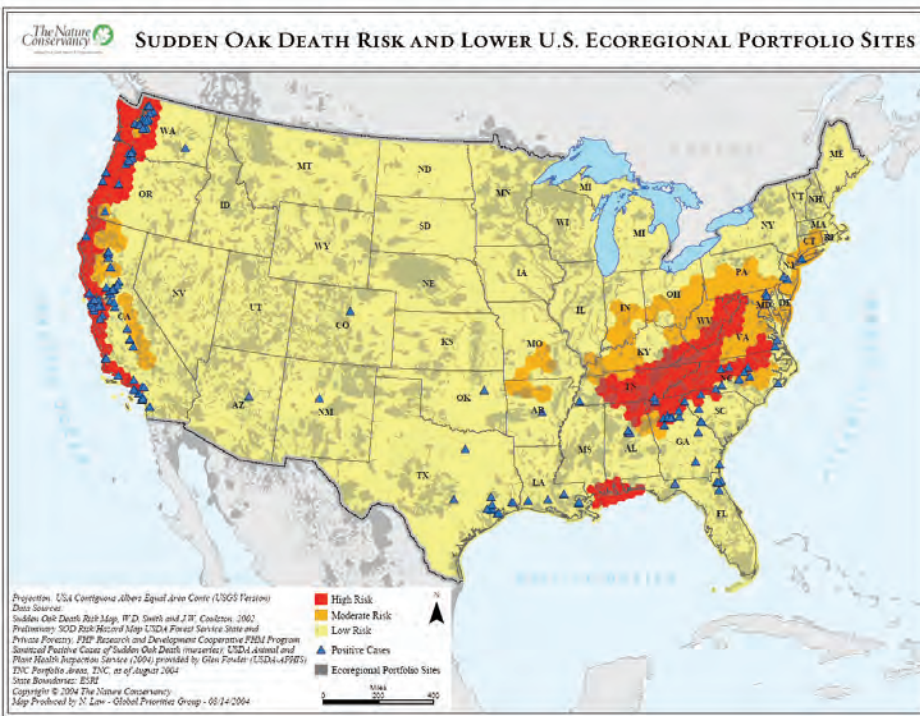 The Nature
Conservancy
SUDDEN OAK DEATH RISK AND LOWER U.S. ECOREGIONAL PORTFOLIO SITES
WA
MT
ND
MN
MI
ME
OR
ID
SD
WI
MI
VT
NH
NY
MA
WY
CT
RI
IA
PA
NJ
NV
NE
OH
IN
IL
MD
DE
UT
CO
WV
CA
KS
MO
KY
VA
TN
NC
AZ
NM
OK
AR
SC
MS
AL
GA
TX
LA
FL
Projection: USA Contiguous Albers Equal Area Conic (USGS Version)
Data Sources:
Sudden Oak Death Risk Map, W.D. Smith and J.W. Coulston. 2002
Preliminary SOD Risk/Hazard Map USDA Forest Service State and
Private Forestry, FHP Research and Development Cooperative FHM Program
Sanitized Positive Cases of Sudden Oak Death (nurseries), USDA Animal and
Plant Health Inspection Service (2004) provided by Glen Fowler (USDA-APHIS)
TNC Portfolio Areas, TNC, as of August 2004
State Boundaries: ESRI
Copyright © 2004 The Nature Conservancy
Map Produced by N. Law - Global Priorities Group - 08/14/2004
High Risk
Moderate Risk
Low Risk
Positive Cases
Ecoregional Portfolio Sites
N
Miles
0 200 400